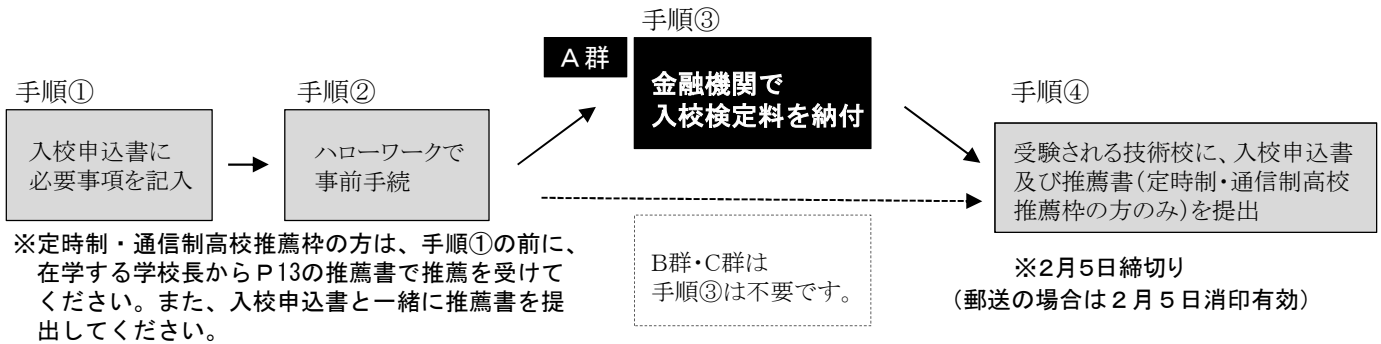 手順①
入校申込書に
必要事項を記入
手順②
ハローワークで
事前手続
A群
手順③
金融機関で
入校検定料を納付
手順④
受験される技術校に、入校申込書
及び推薦書(定時制・通信制高校
推薦枠の方のみ)を提出
※定時制・通信制高校推薦枠の方は、手順①の前に、
在学する学校長からP13の推薦書で推薦を受けて
ください。また、入校申込書と一緒に推薦書を提
出してください。
B群・C群は
手順③は不要です。
※2月5日締切り
(郵送の場合は2月5日消印有効)